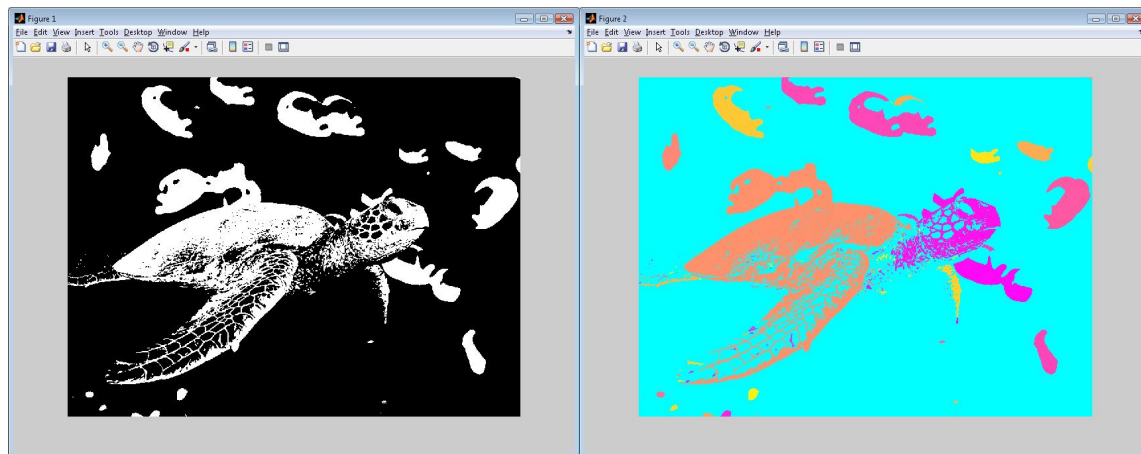 Figure 1
File Edit View Insert Tools Desktop Window Help
Figure 2
File Edit View Insert Tools Desktop Window Help